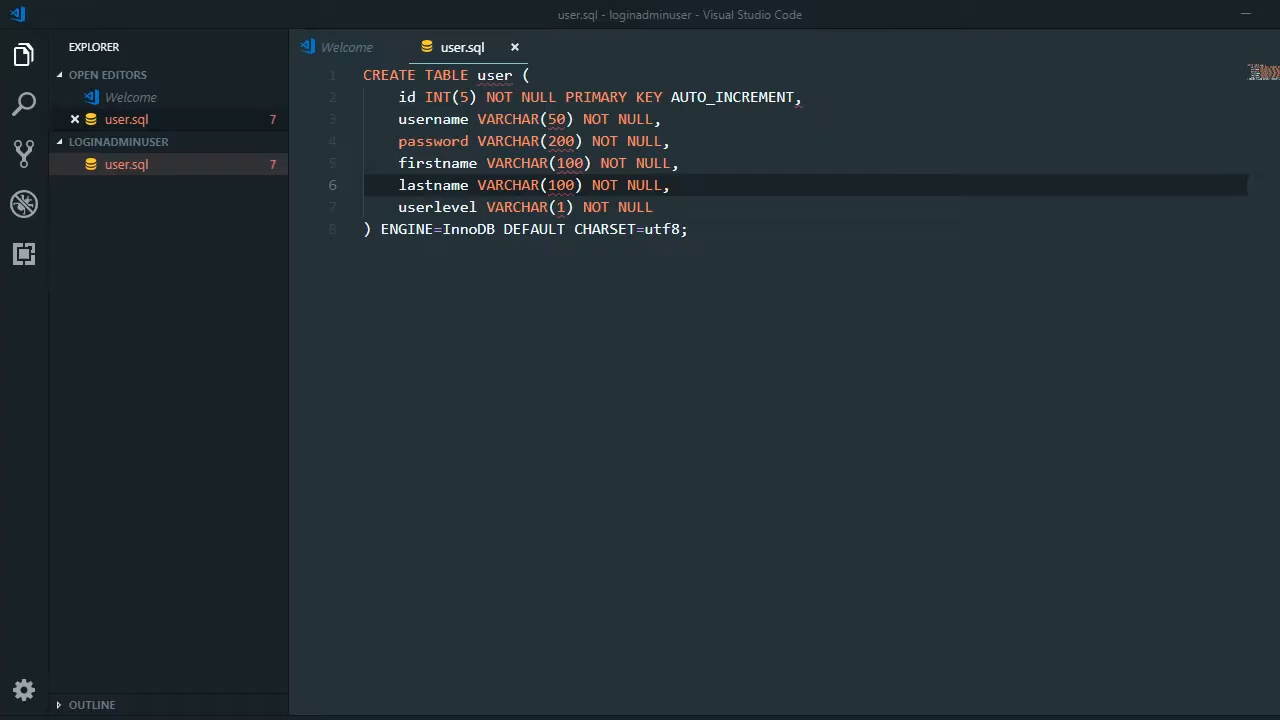 user.sql - loginadminuser - Visual Studio Code
EXPLORER
OPEN EDITORS
Welcome
user.sql 7
LOGINADMINUSER
user.sql 7
OUTLINE
Welcome
user.sql
1 CREATE TABLE user (
2 id INT(5) NOT NULL PRIMARY KEY AUTO_INCREMENT,
3 username VARCHAR(50) NOT NULL,
4 password VARCHAR(200) NOT NULL,
5 firstname VARCHAR(100) NOT NULL,
6 lastname VARCHAR(100) NOT NULL,
7 userlevel VARCHAR(1) NOT NULL
8 ) ENGINE=InnoDB DEFAULT CHARSET=utf8;